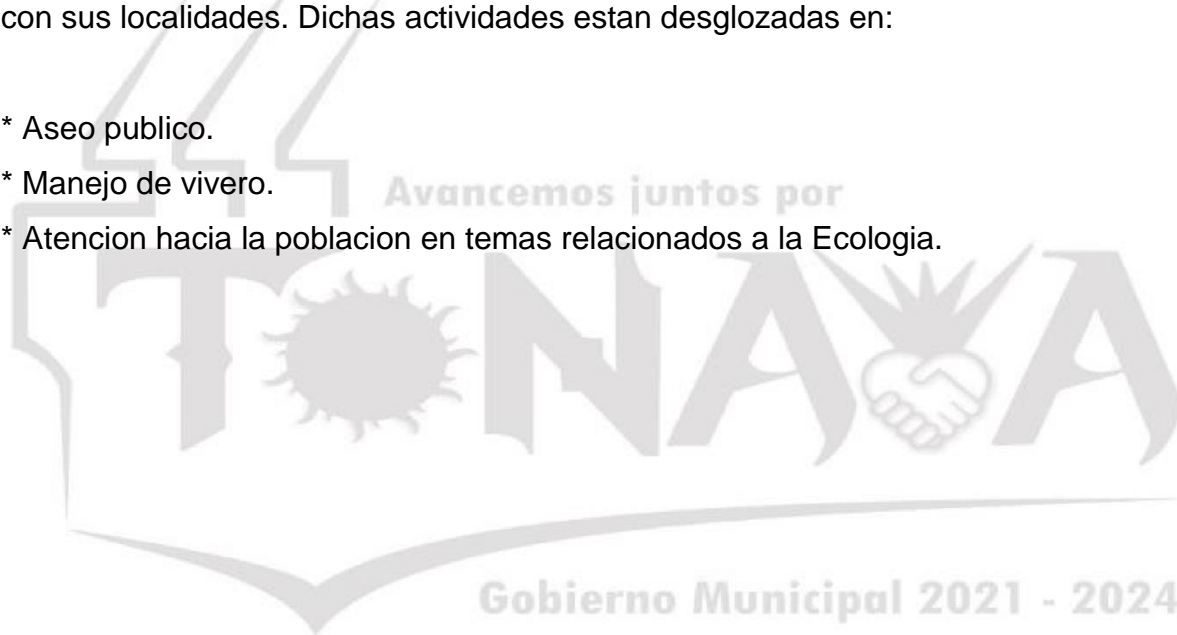 con sus localidades. Dichas actividades estan desglozadas en:
* Aseo publico.
* Manejo de vivero.
Avancemos juntos por
* Atencion hacia la poblacion en temas relacionados a la Ecologia.
TONAYA
Gobierno Municipal 2021 - 2024